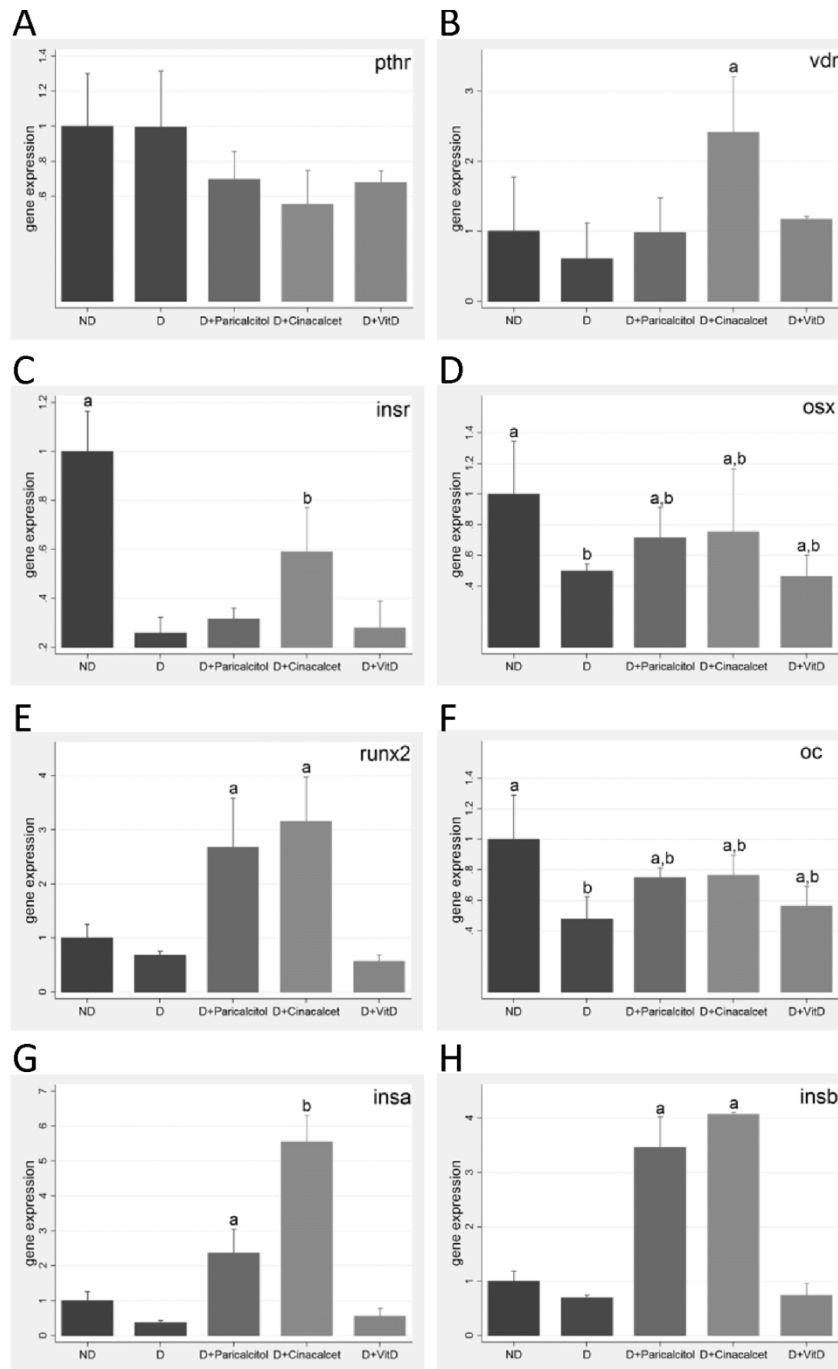 A
pthr
gene expression
1.4
1.2
1
.8
.6
ND D D+Paricalcitol D+Cinacalcet D+VitD
B
vdr
a
gene expression
3
2
1
0
ND D D+Paricalcitol D+Cinacalcet D+VitD
C
insr
a
b
gene expression
1.2
1
.8
.6
.4
.2
ND D D+Paricalcitol D+Cinacalcet D+VitD
D
osx
a
b
a,b
a,b
a,b
gene expression
1.4
1.2
1
.8
.6
.4
ND D D+Paricalcitol D+Cinacalcet D+VitD
E
runx2
a
a
gene expression
4
3
2
1
0
ND D D+Paricalcitol D+Cinacalcet D+VitD
F
oc
a
b
a,b
a,b
a,b
gene expression
1.4
1.2
1
.8
.6
.4
ND D D+Paricalcitol D+Cinacalcet D+VitD
G
insa
a
b
gene expression
7
6
5
4
3
2
1
0
ND D D+Paricalcitol D+Cinacalcet D+VitD
H
insb
a
a
gene expression
4
3
2
1
0
ND D D+Paricalcitol D+Cinacalcet D+VitD